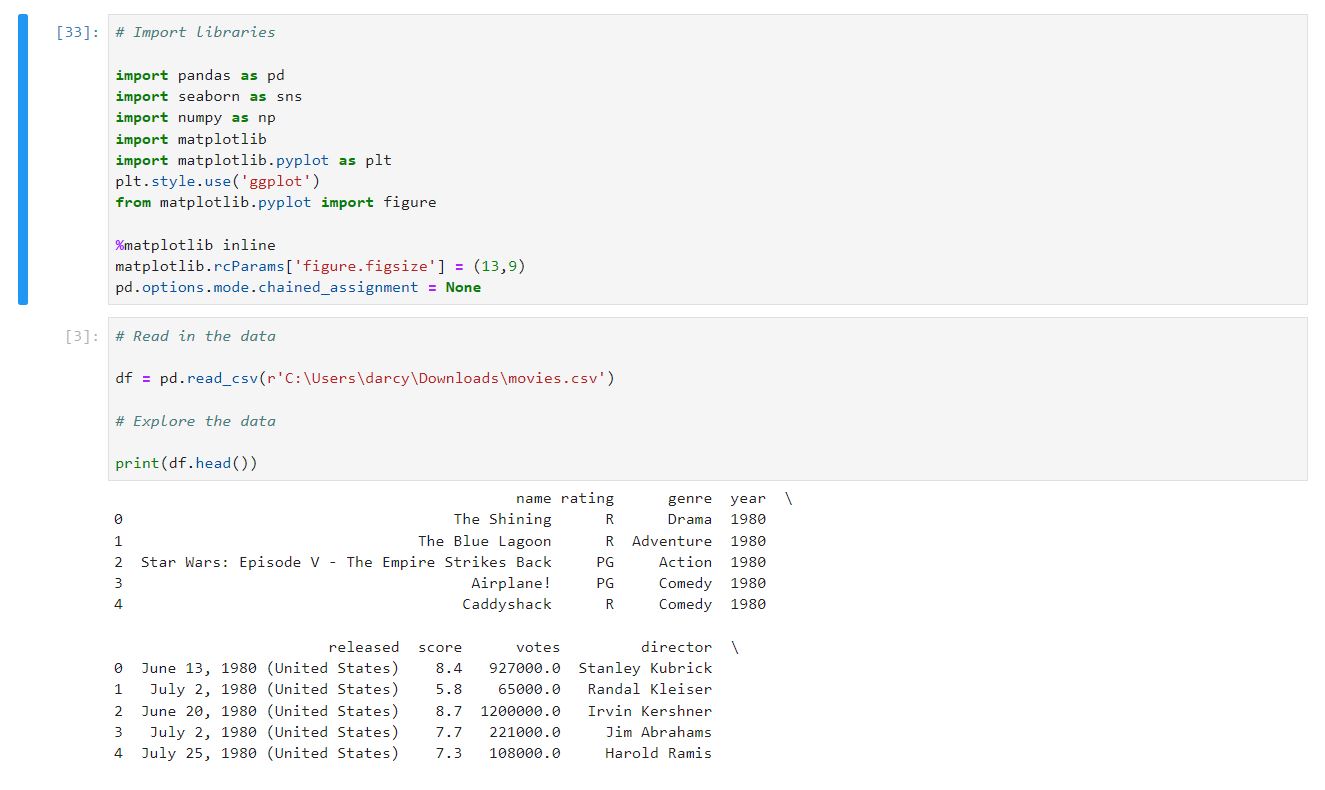 [33]: # Import libraries
import pandas as pd
import seaborn as sns
import numpy as np
import matplotlib
import matplotlib.pyplot as plt
plt.style.use('ggplot')
from matplotlib.pyplot import figure
%matplotlib inline
matplotlib.rcParams['figure.figsize'] = (13,9)
pd.options.mode.chained_assignment = None
[3]: # Read in the data
df = pd.read_csv(r'C:\Users\darcy\Downloads\movies.csv')
# Explore the data
print(df.head())
name rating genre year \
0 The Shining R Drama 1980
1 The Blue Lagoon R Adventure 1980
2 Star Wars: Episode V - The Empire Strikes Back PG Action 1980
3 Airplane! PG Comedy 1980
4 Caddyshack R Comedy 1980
released score votes director \
0 June 13, 1980 (United States) 8.4 927000.0 Stanley Kubrick
1 July 2, 1980 (United States) 5.8 65000.0 Randal Kleiser
2 June 20, 1980 (United States) 8.7 1200000.0 Irvin Kershner
3 July 2, 1980 (United States) 7.7 221000.0 Jim Abrahams
4 July 25, 1980 (United States) 7.3 108000.0 Harold Ramis